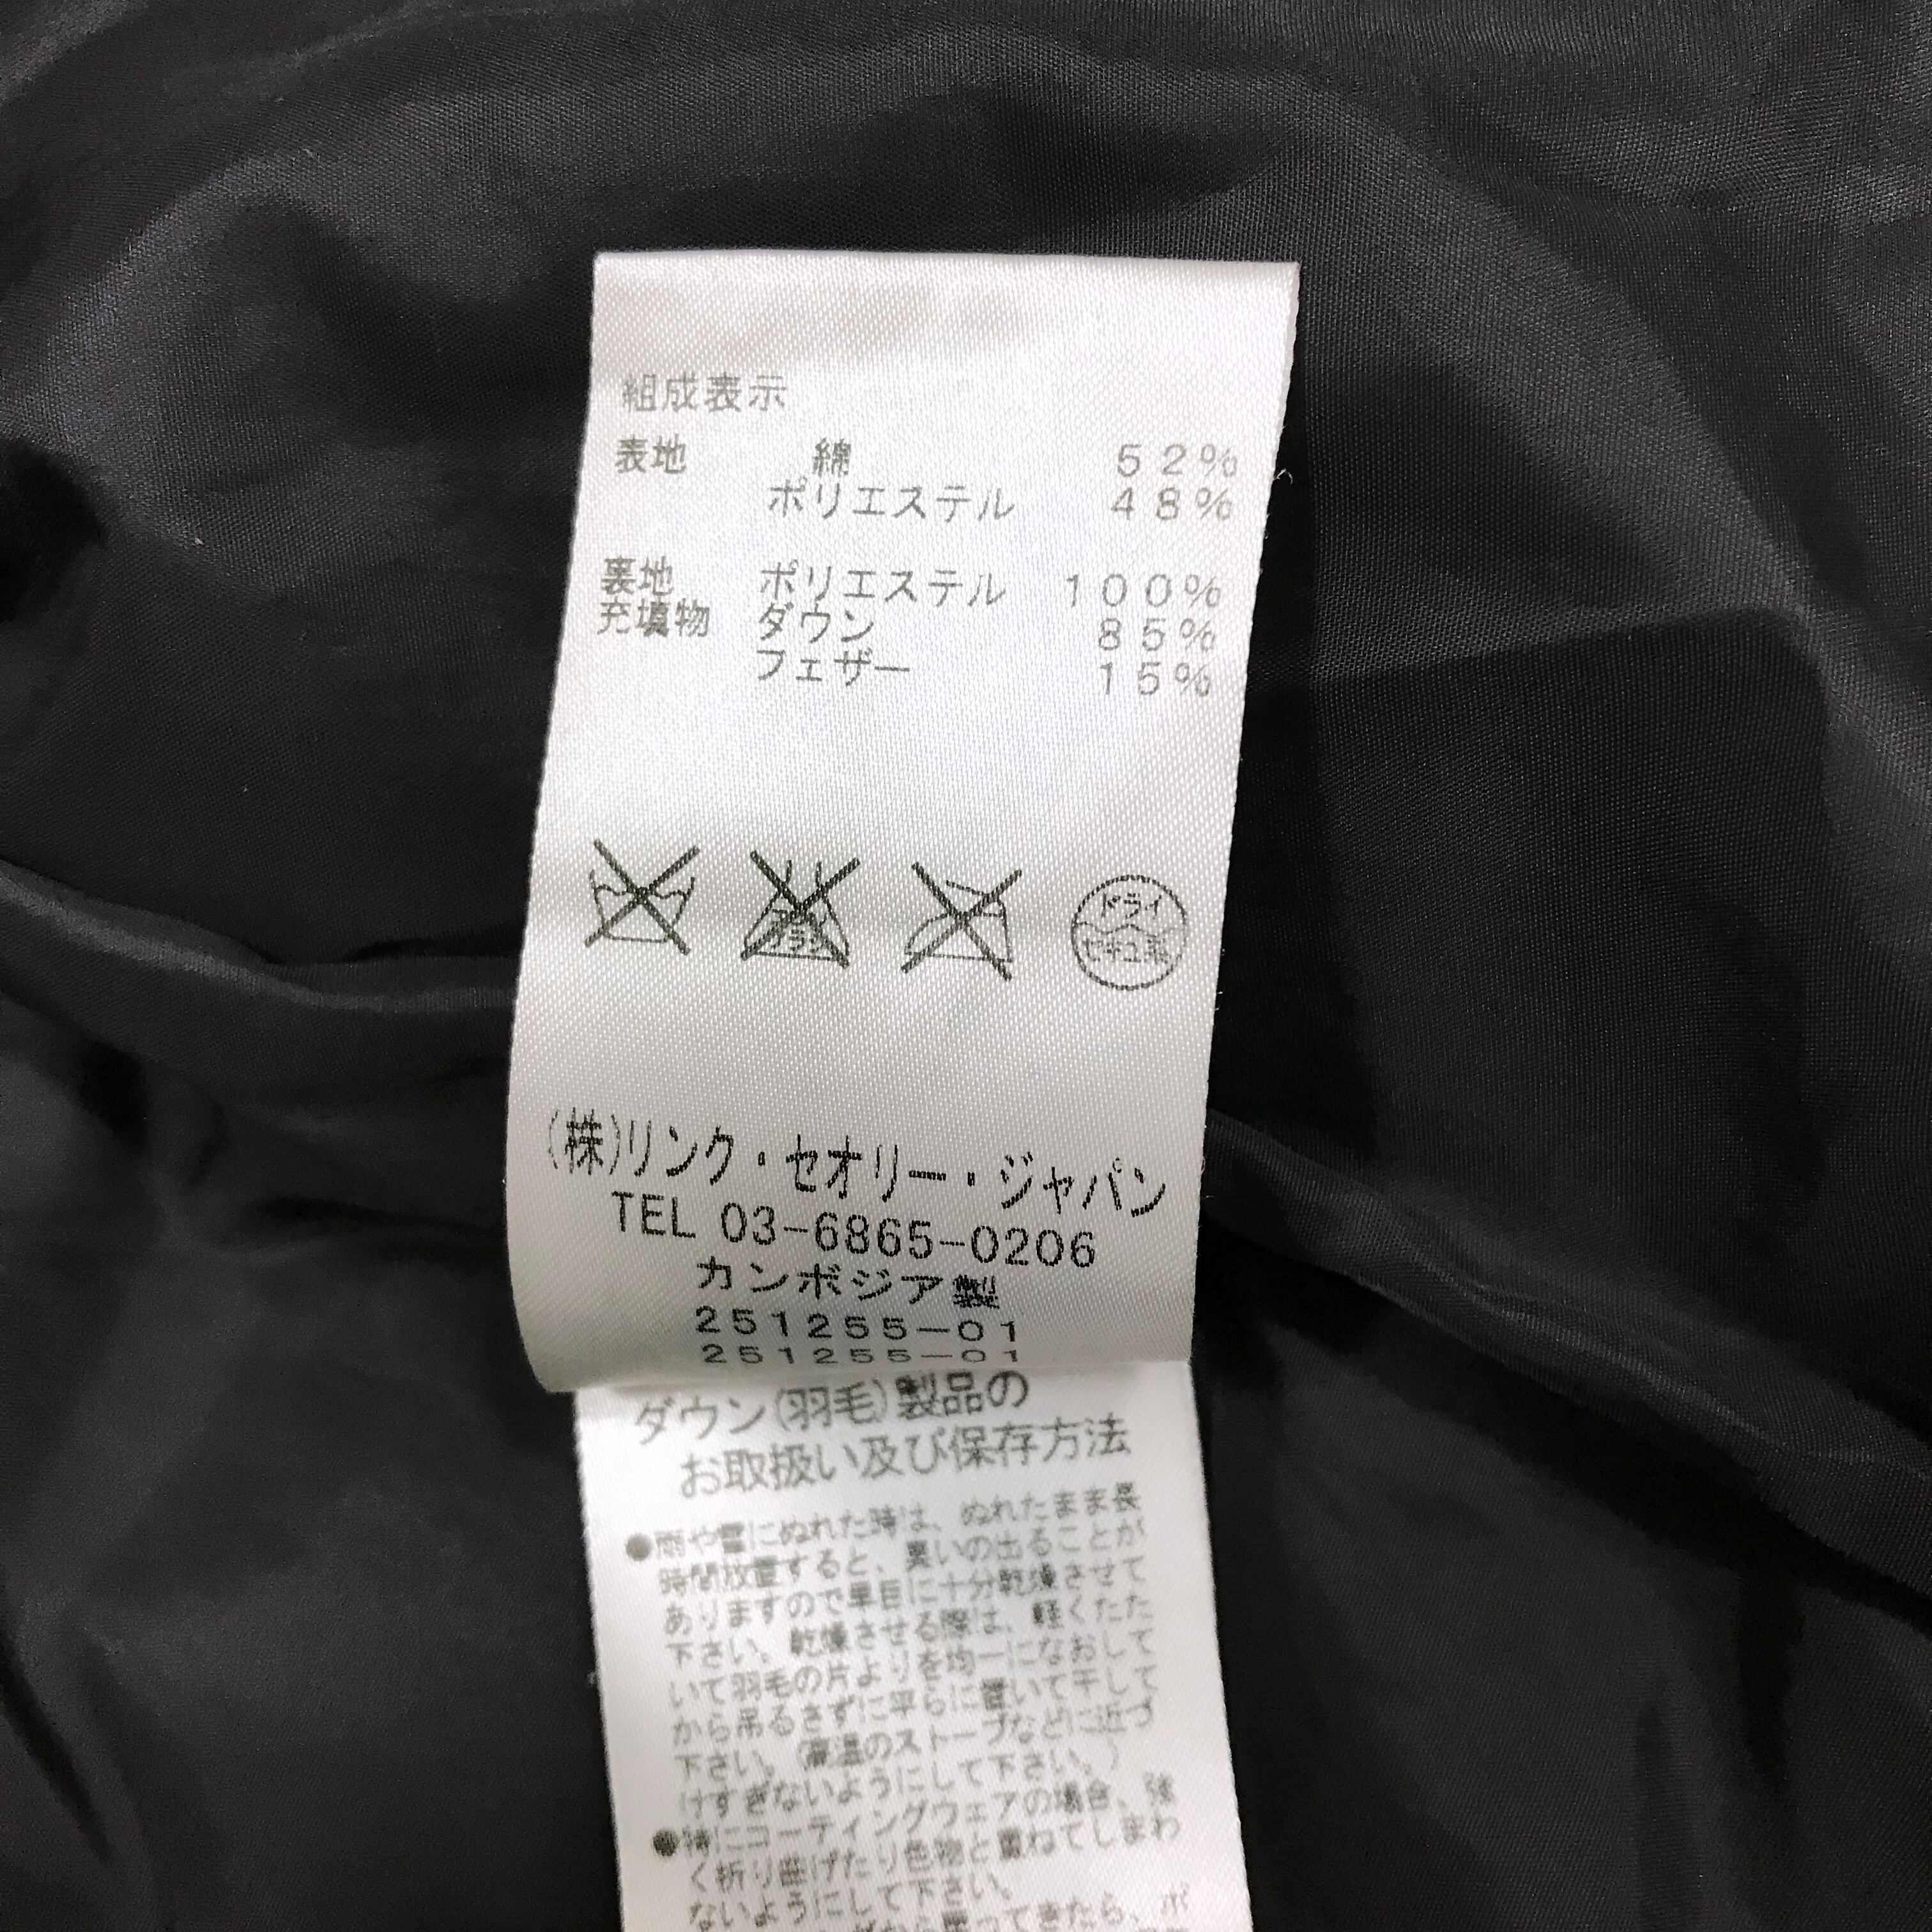 組成表示
表地 綿 52%
ポリエステル 48%
裏地 ポリエステル 100%
充填物 ダウン 85%
フェザー 15%
ドライ
セキユ系
(株)リンク・セオリー・ジャパン
TEL 03-6865-0206
カンボジア製
251255-01
251255-01
ダウン(羽毛)製品の
お取扱い及び保存方法
●雨や雪にぬれた時は、ぬれたまま長
時間放置すると、臭いの出ることが
ありますので早目に十分乾燥させて
下さい。乾燥させる際は、軽くたた
いて羽毛の片よりを均一になおして
から吊るさずに平らに置いて干して
下さい。(高温のストーブなどに近づ
けすぎないようにして下さい。)
●特にコーティングウェアの場合、強
く折り曲げたり色物と重ねてしまわ
ないようにして下さい。
てきたら、ポ